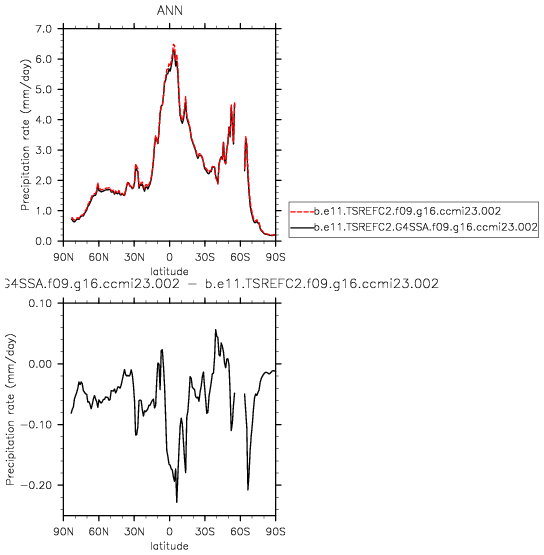 ANN
7.0
6.0
5.0
4.0
3.0
2.0
1.0
0.0
Precipitation rate (mm/day)
90N 60N 30N 0 30S 60S 90S
latitude
b.e11.TSREFC2.f09.g16.ccmi23.002
b.e11.TSREFC2.G4SSA.f09.g16.ccmi23.002
G4SSA.f09.g16.ccmi23.002 − b.e11.TSREFC2.f09.g16.ccmi23.002
0.10
0.00
−0.10
−0.20
Precipitation rate (mm/day)
90N 60N 30N 0 30S 60S 90S
latitude